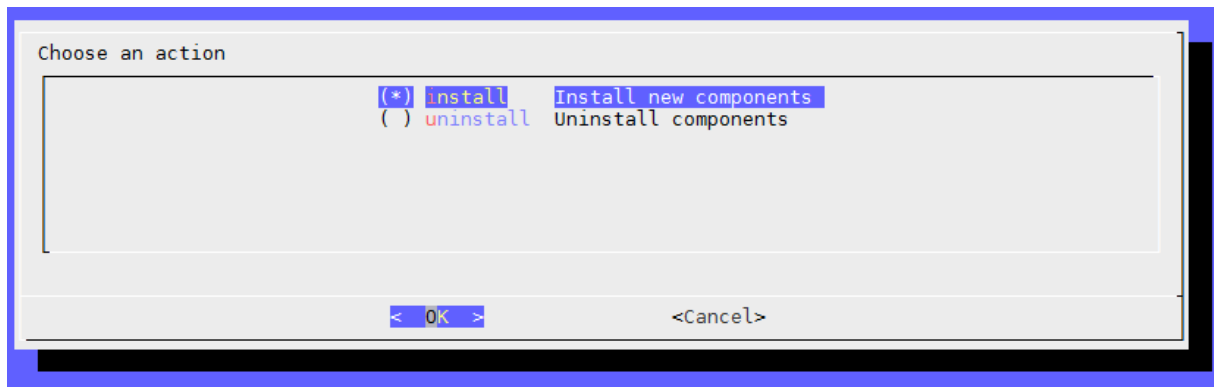 Choose an action
(*) install Install new components
( ) uninstall Uninstall components
< OK > <Cancel>